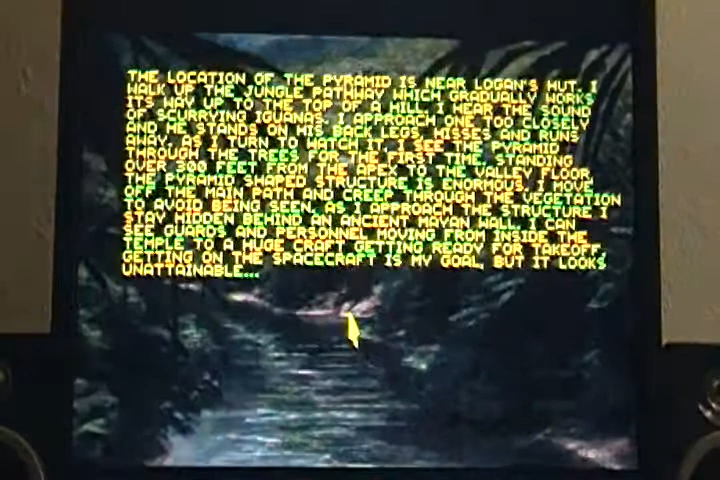 THE LOCATION OF THE PYRAMID IS NEAR LOGAN'S HUT. I
WALK UP THE JUNGLE PATHWAY WHICH GRADUALLY WORKS
ITS WAY UP TO THE TOP OF A HILL. I HEAR THE SOUND
OF SCURRYING IGUANAS. I APPROACH ONE TOO CLOSELY
AND HE STANDS ON HIS BACK LEGS, HISSES AND RUNS
AWAY. AS I TURN TO WATCH IT, I SEE THE PYRAMID
THROUGH THE TREES FOR THE FIRST TIME. STANDING
OVER 300 FEET FROM THE APEX TO THE VALLEY FLOOR,
THE PYRAMID SHAPED STRUCTURE IS ENORMOUS. I MOVE
OFF THE MAIN PATH AND CREEP THROUGH THE VEGETATION
TO AVOID BEING SEEN. AS I APPROACH THE STRUCTURE I
STAY HIDDEN BEHIND AN ANCIENT MAYAN WALL. I CAN
SEE GUARDS AND PERSONNEL MOVING FROM INSIDE THE
TEMPLE TO A HUGE CRAFT GETTING READY FOR TAKEOFF.
GETTING ON THE SPACECRAFT IS MY GOAL, BUT IT LOOKS
UNATTAINABLE...